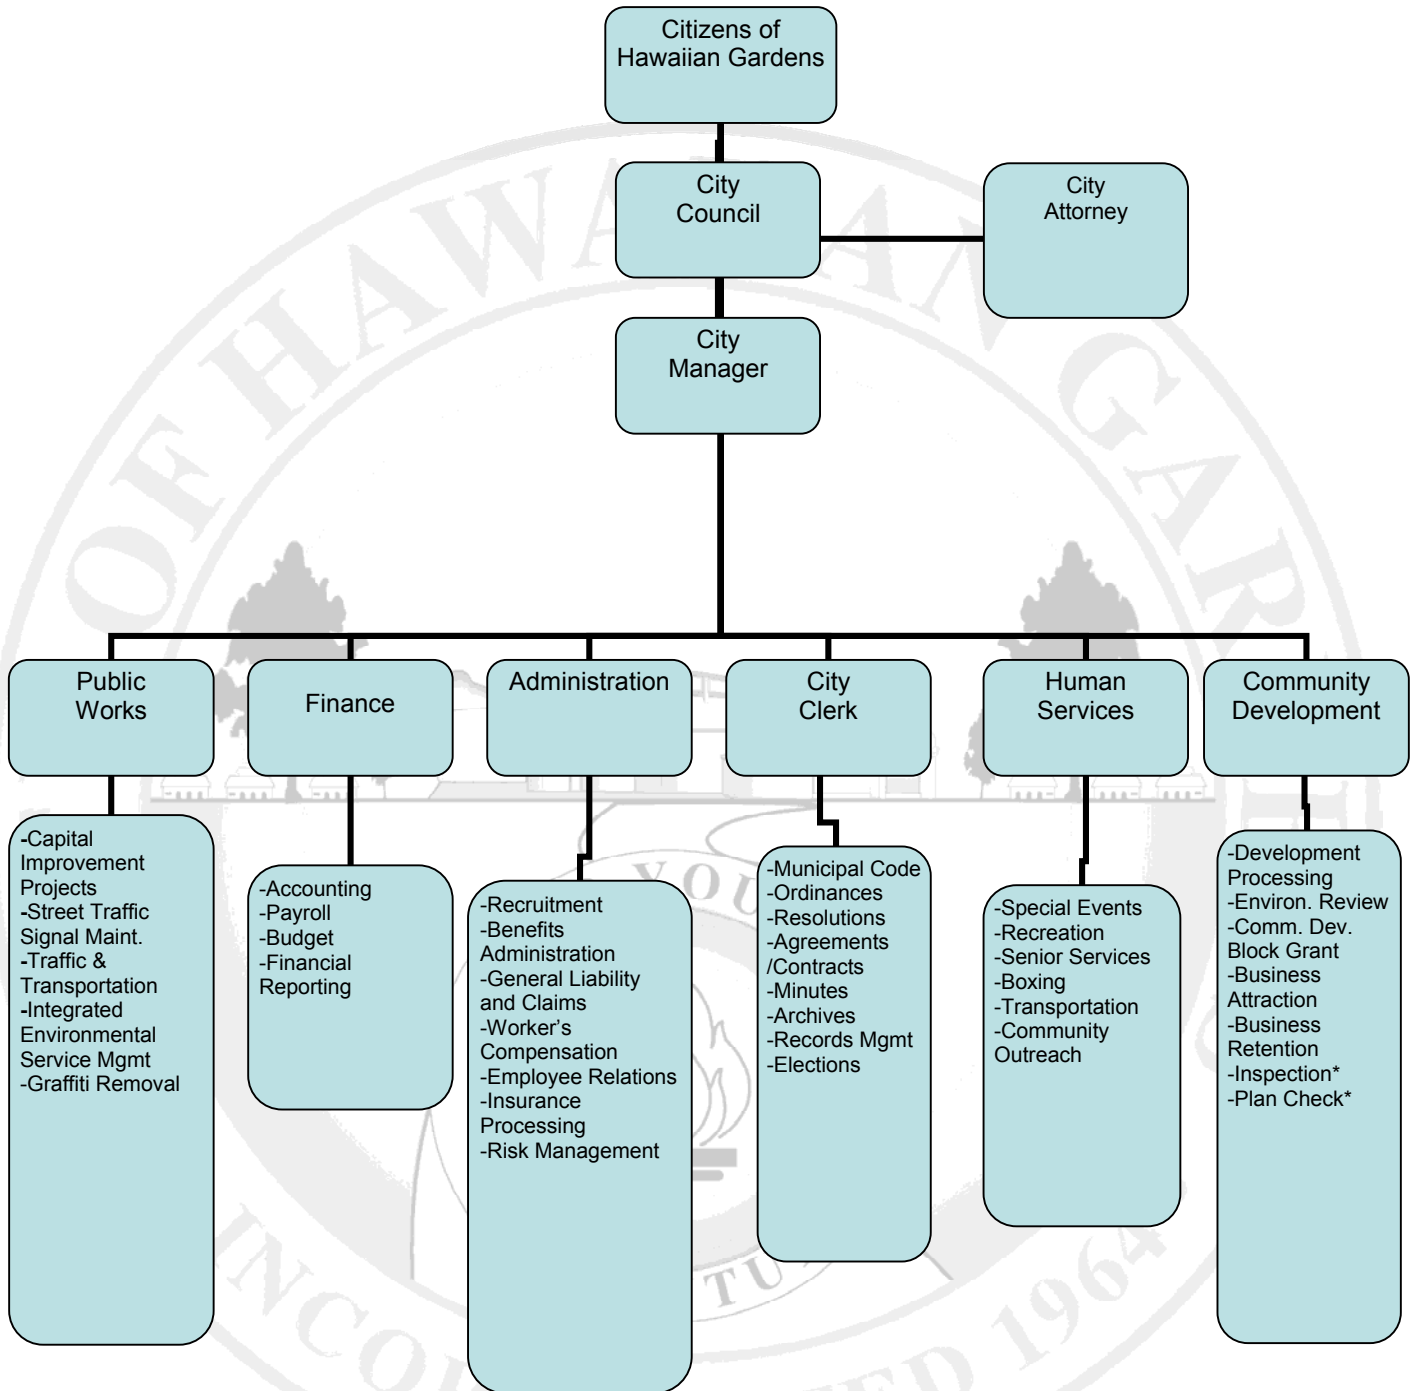 Citizens of
Hawaiian Gardens
City
Council
City
Attorney
City
Manager
Public
Works
Finance
Administration
City
Clerk
Human
Services
Community
Development
-Capital
Improvement
Projects
-Street Traffic
Signal Maint.
-Traffic &
Transportation
-Integrated
Environmental
Service Mgmt
-Graffiti Removal
-Accounting
-Payroll
-Budget
-Financial
Reporting
-Recruitment
-Benefits
Administration
-General Liability
and Claims
-Worker’s
Compensation
-Employee Relations
-Insurance
Processing
-Risk Management
-Municipal Code
-Ordinances
-Resolutions
-Agreements
/Contracts
-Minutes
-Archives
-Records Mgmt
-Elections
-Special Events
-Recreation
-Senior Services
-Boxing
-Transportation
-Community
Outreach
-Development
Processing
-Environ. Review
-Comm. Dev.
Block Grant
-Business
Attraction
-Business
Retention
-Inspection*
-Plan Check*
OF
1964